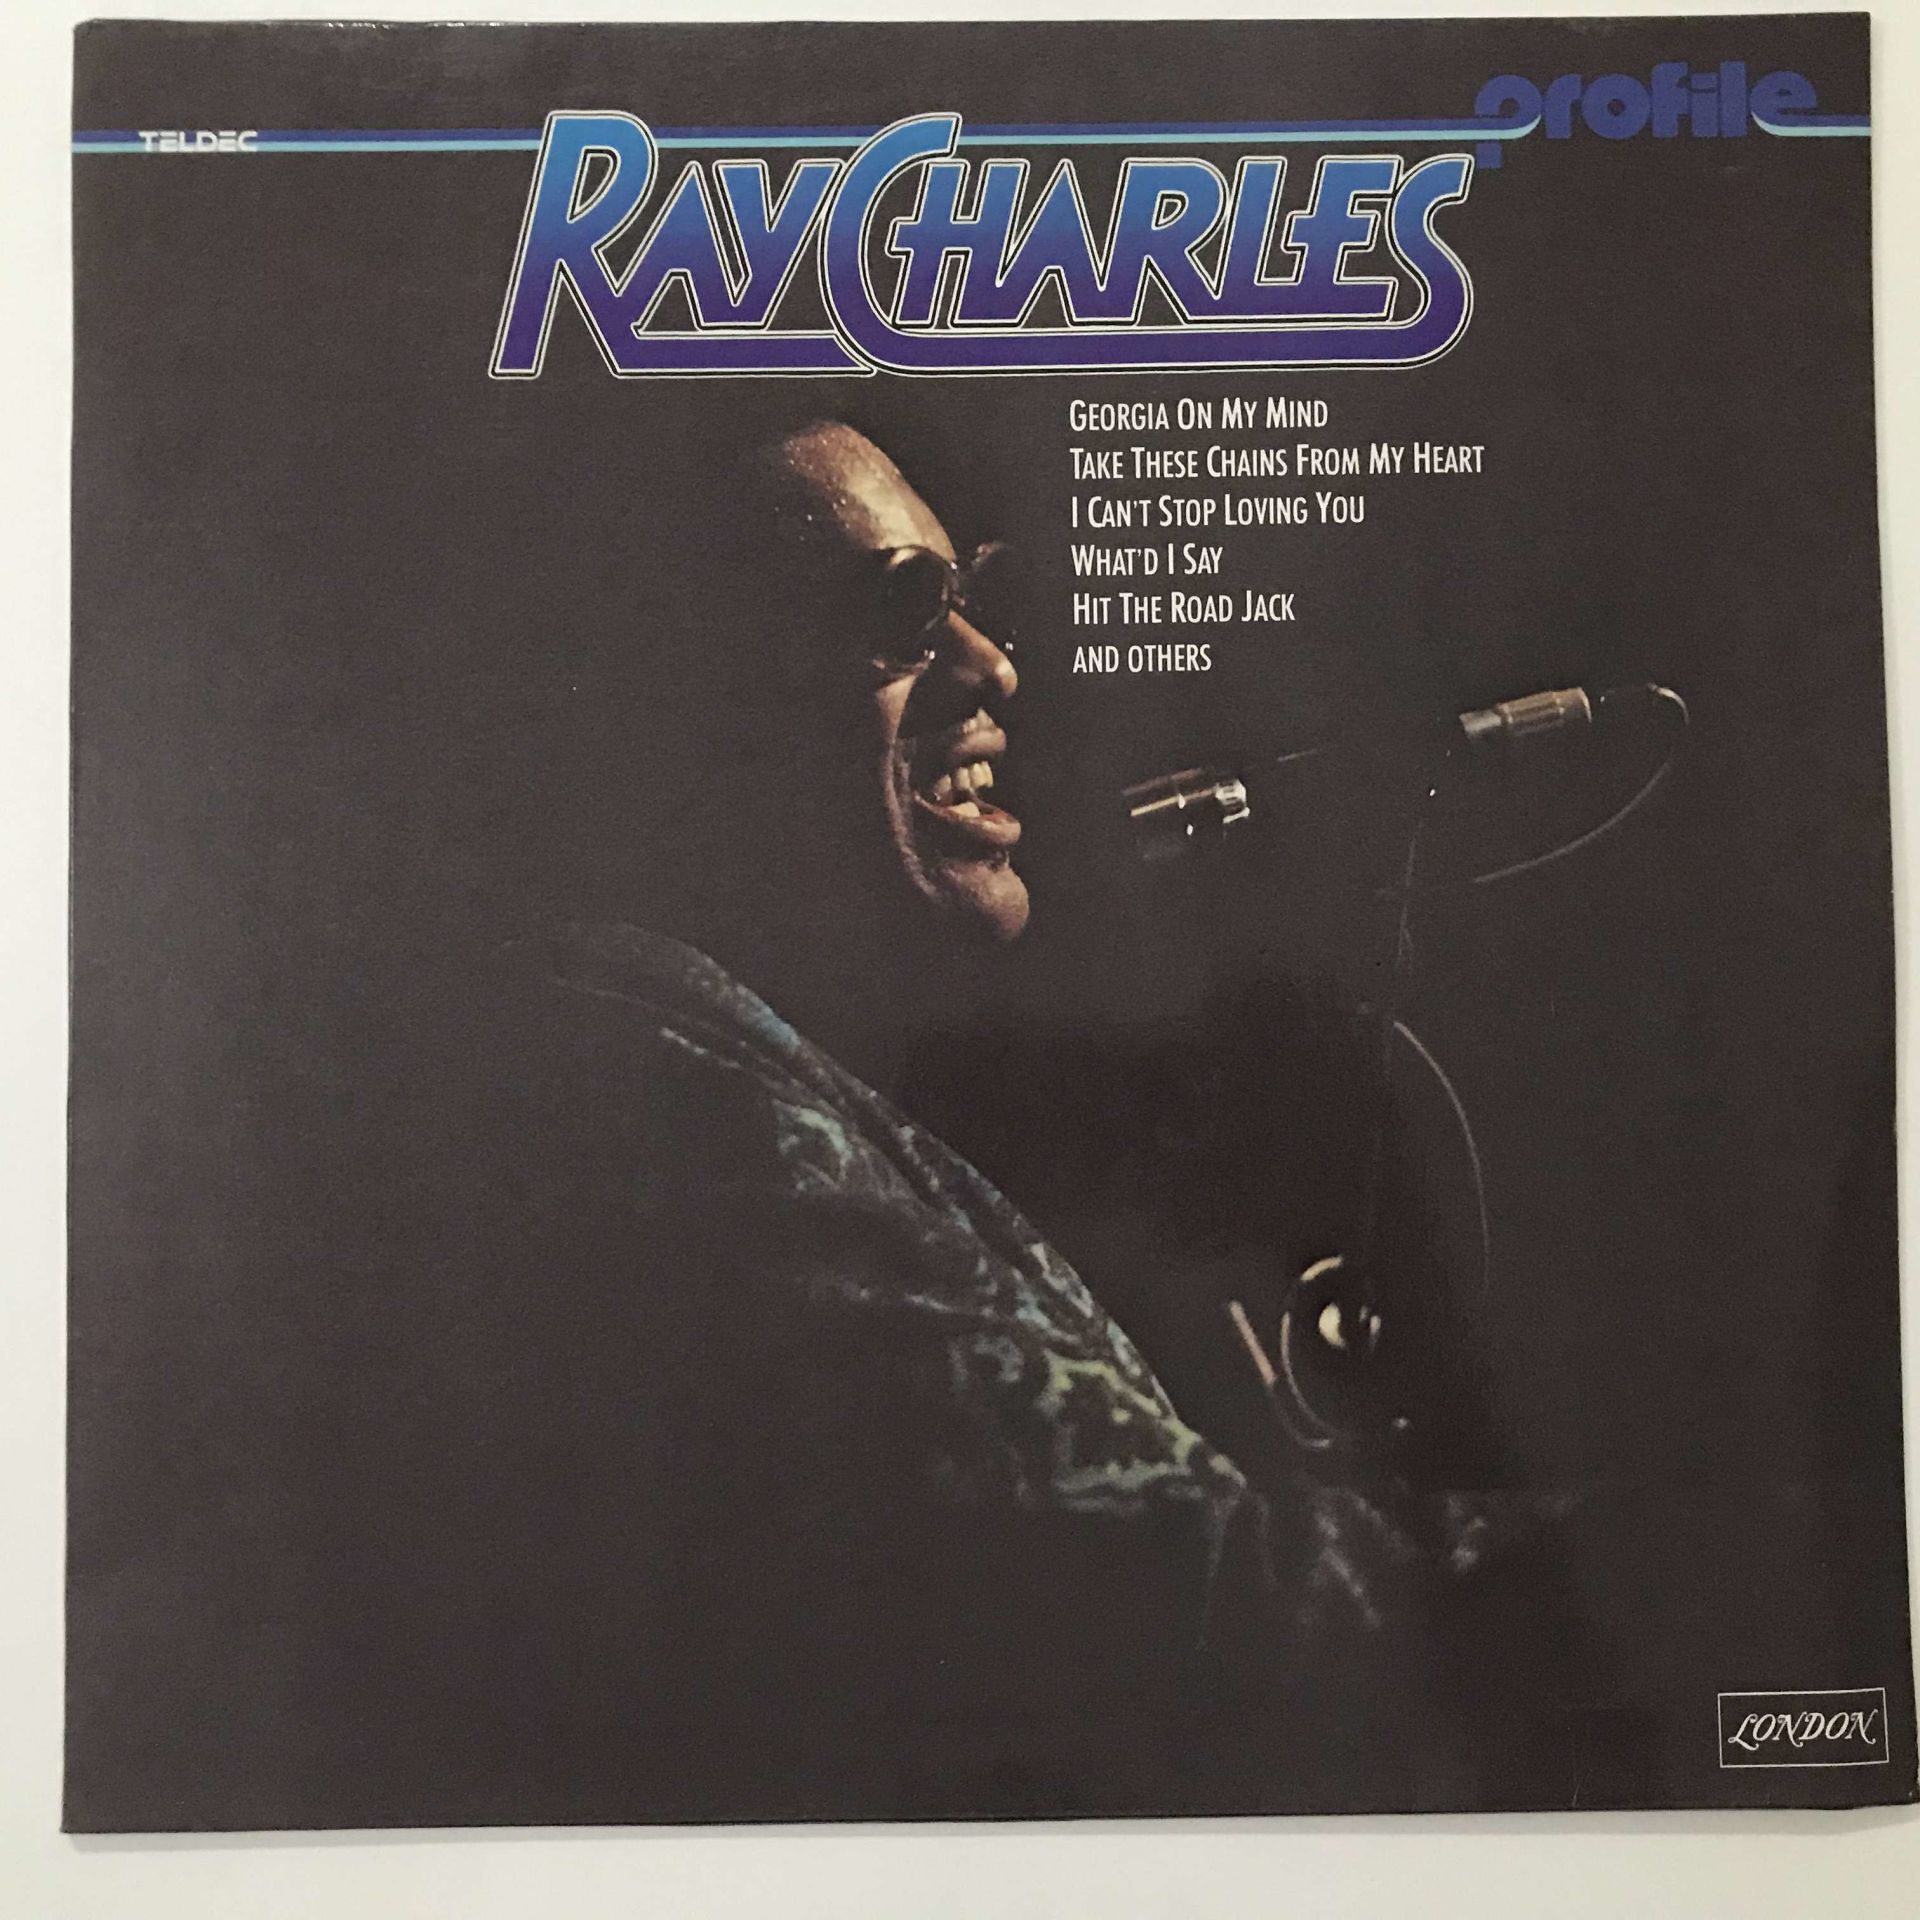 profile
TELDEC
RAY CHARLES
GEORGIA ON MY MIND
TAKE THESE CHAINS FROM MY HEART
I CAN'T STOP LOVING YOU
WHAT'D I SAY
HIT THE ROAD JACK
AND OTHERS
LONDON